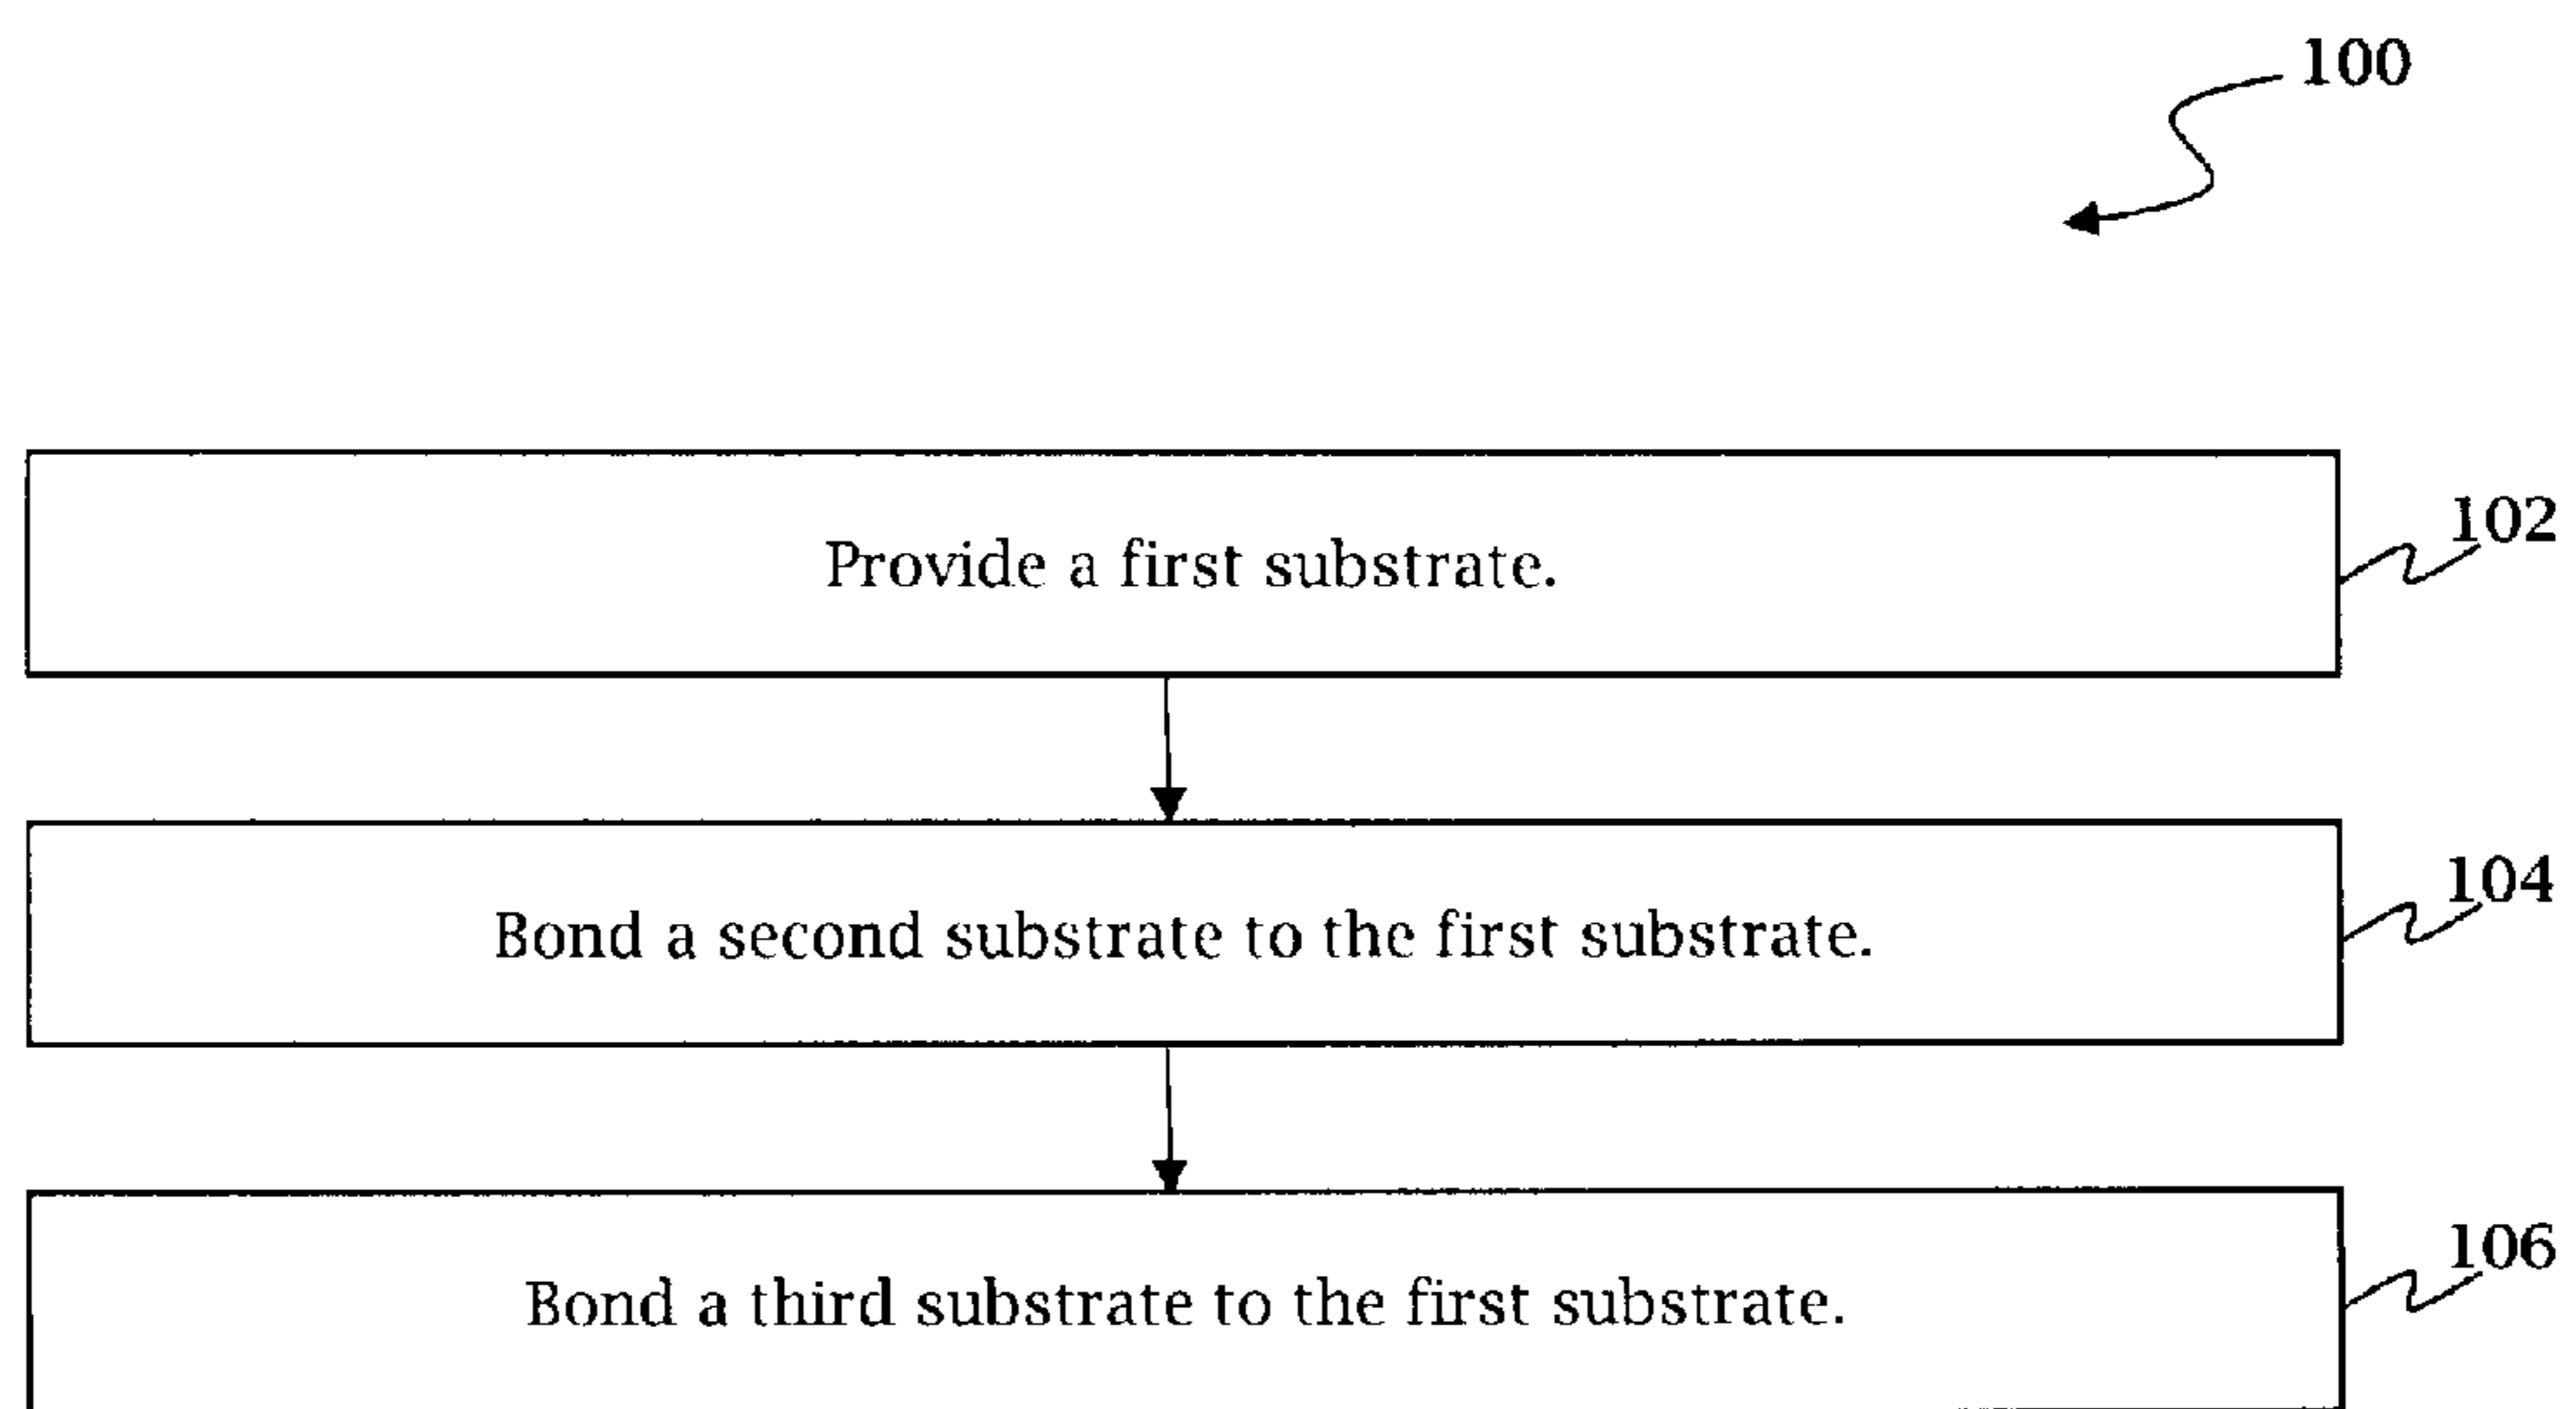 100
Provide a first substrate.
102
Bond a second substrate to the first substrate.
104
Bond a third substrate to the first substrate.
106